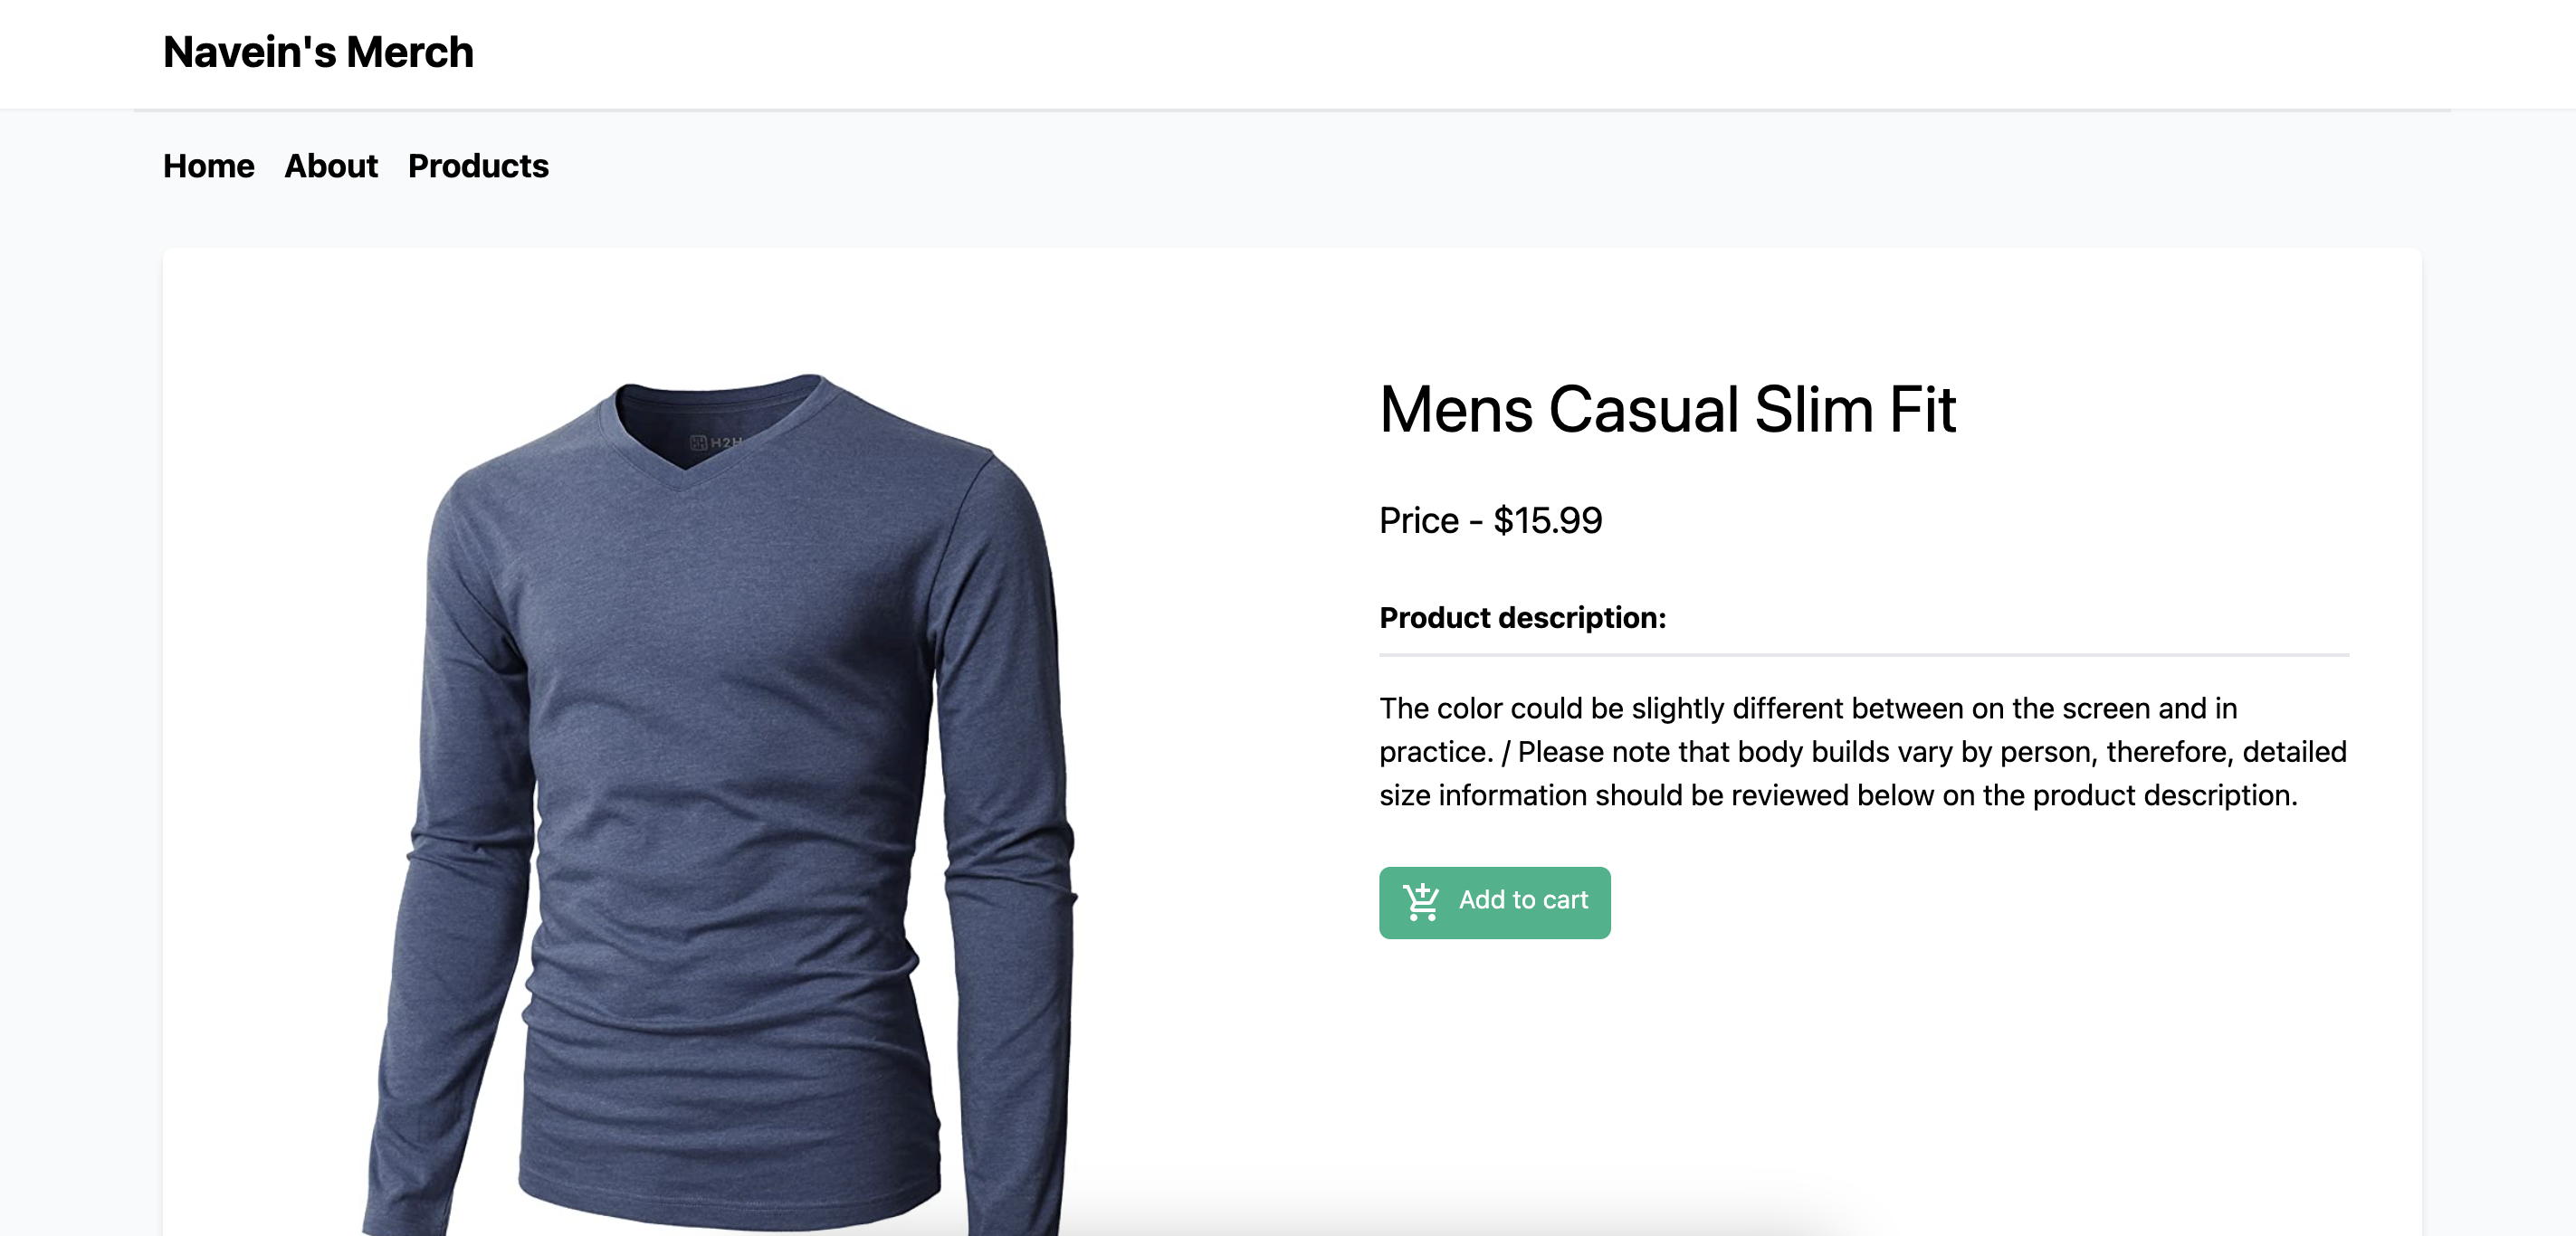 Navein's Merch
Home About Products
H2H
Mens Casual Slim Fit
Price - $15.99
Product description:
The color could be slightly different between on the screen and in
practice. / Please note that body builds vary by person, therefore, detailed
size information should be reviewed below on the product description.
Add to cart